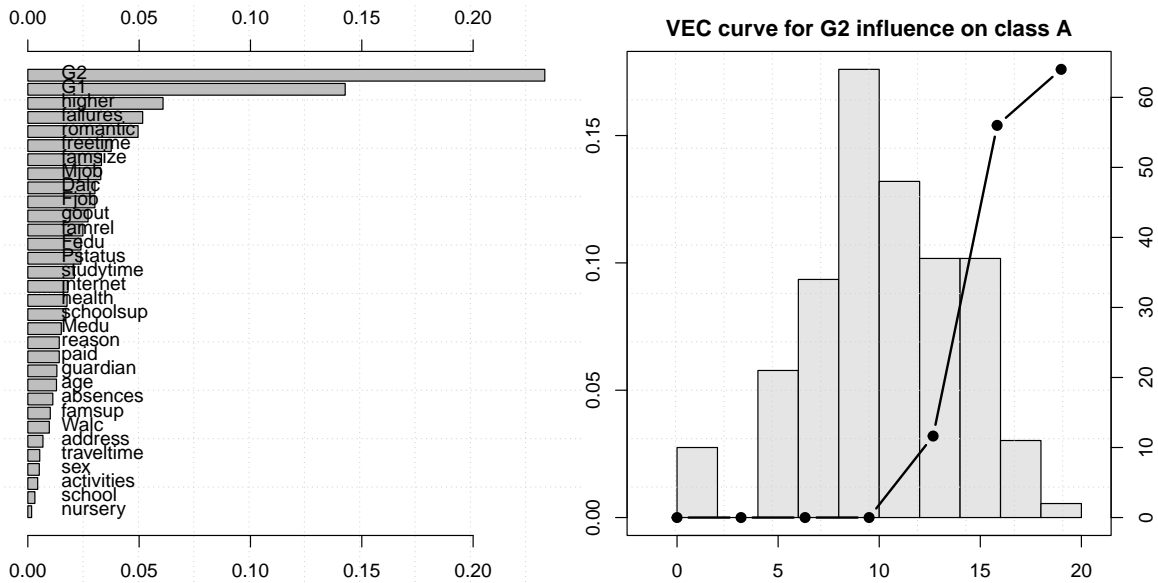 0.00 0.05 0.10 0.15 0.20
G2
G1
higher
failures
romantic
freetime
famsize
Mjob
Dalc
Fjob
goout
famrel
Fedu
Pstatus
studytime
internet
health
schoolsup
Medu
reason
paid
guardian
age
absences
famsup
Walc
address
traveltime
sex
activities
school
nursery
0.00 0.05 0.10 0.15 0.20
VEC curve for G2 influence on class A
0.15
0.10
0.05
0.00
60
50
40
30
20
10
0
0 5 10 15 20